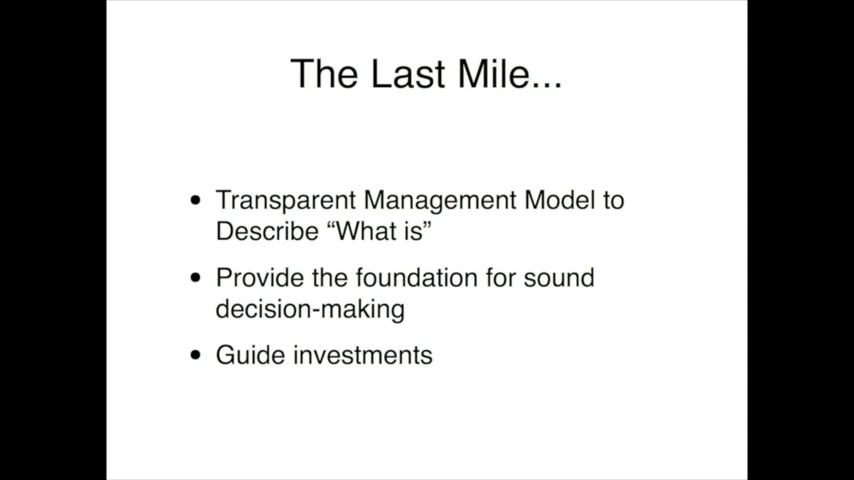 The Last Mile...
• Transparent Management Model to
Describe “What is”
• Provide the foundation for sound
decision-making
• Guide investments